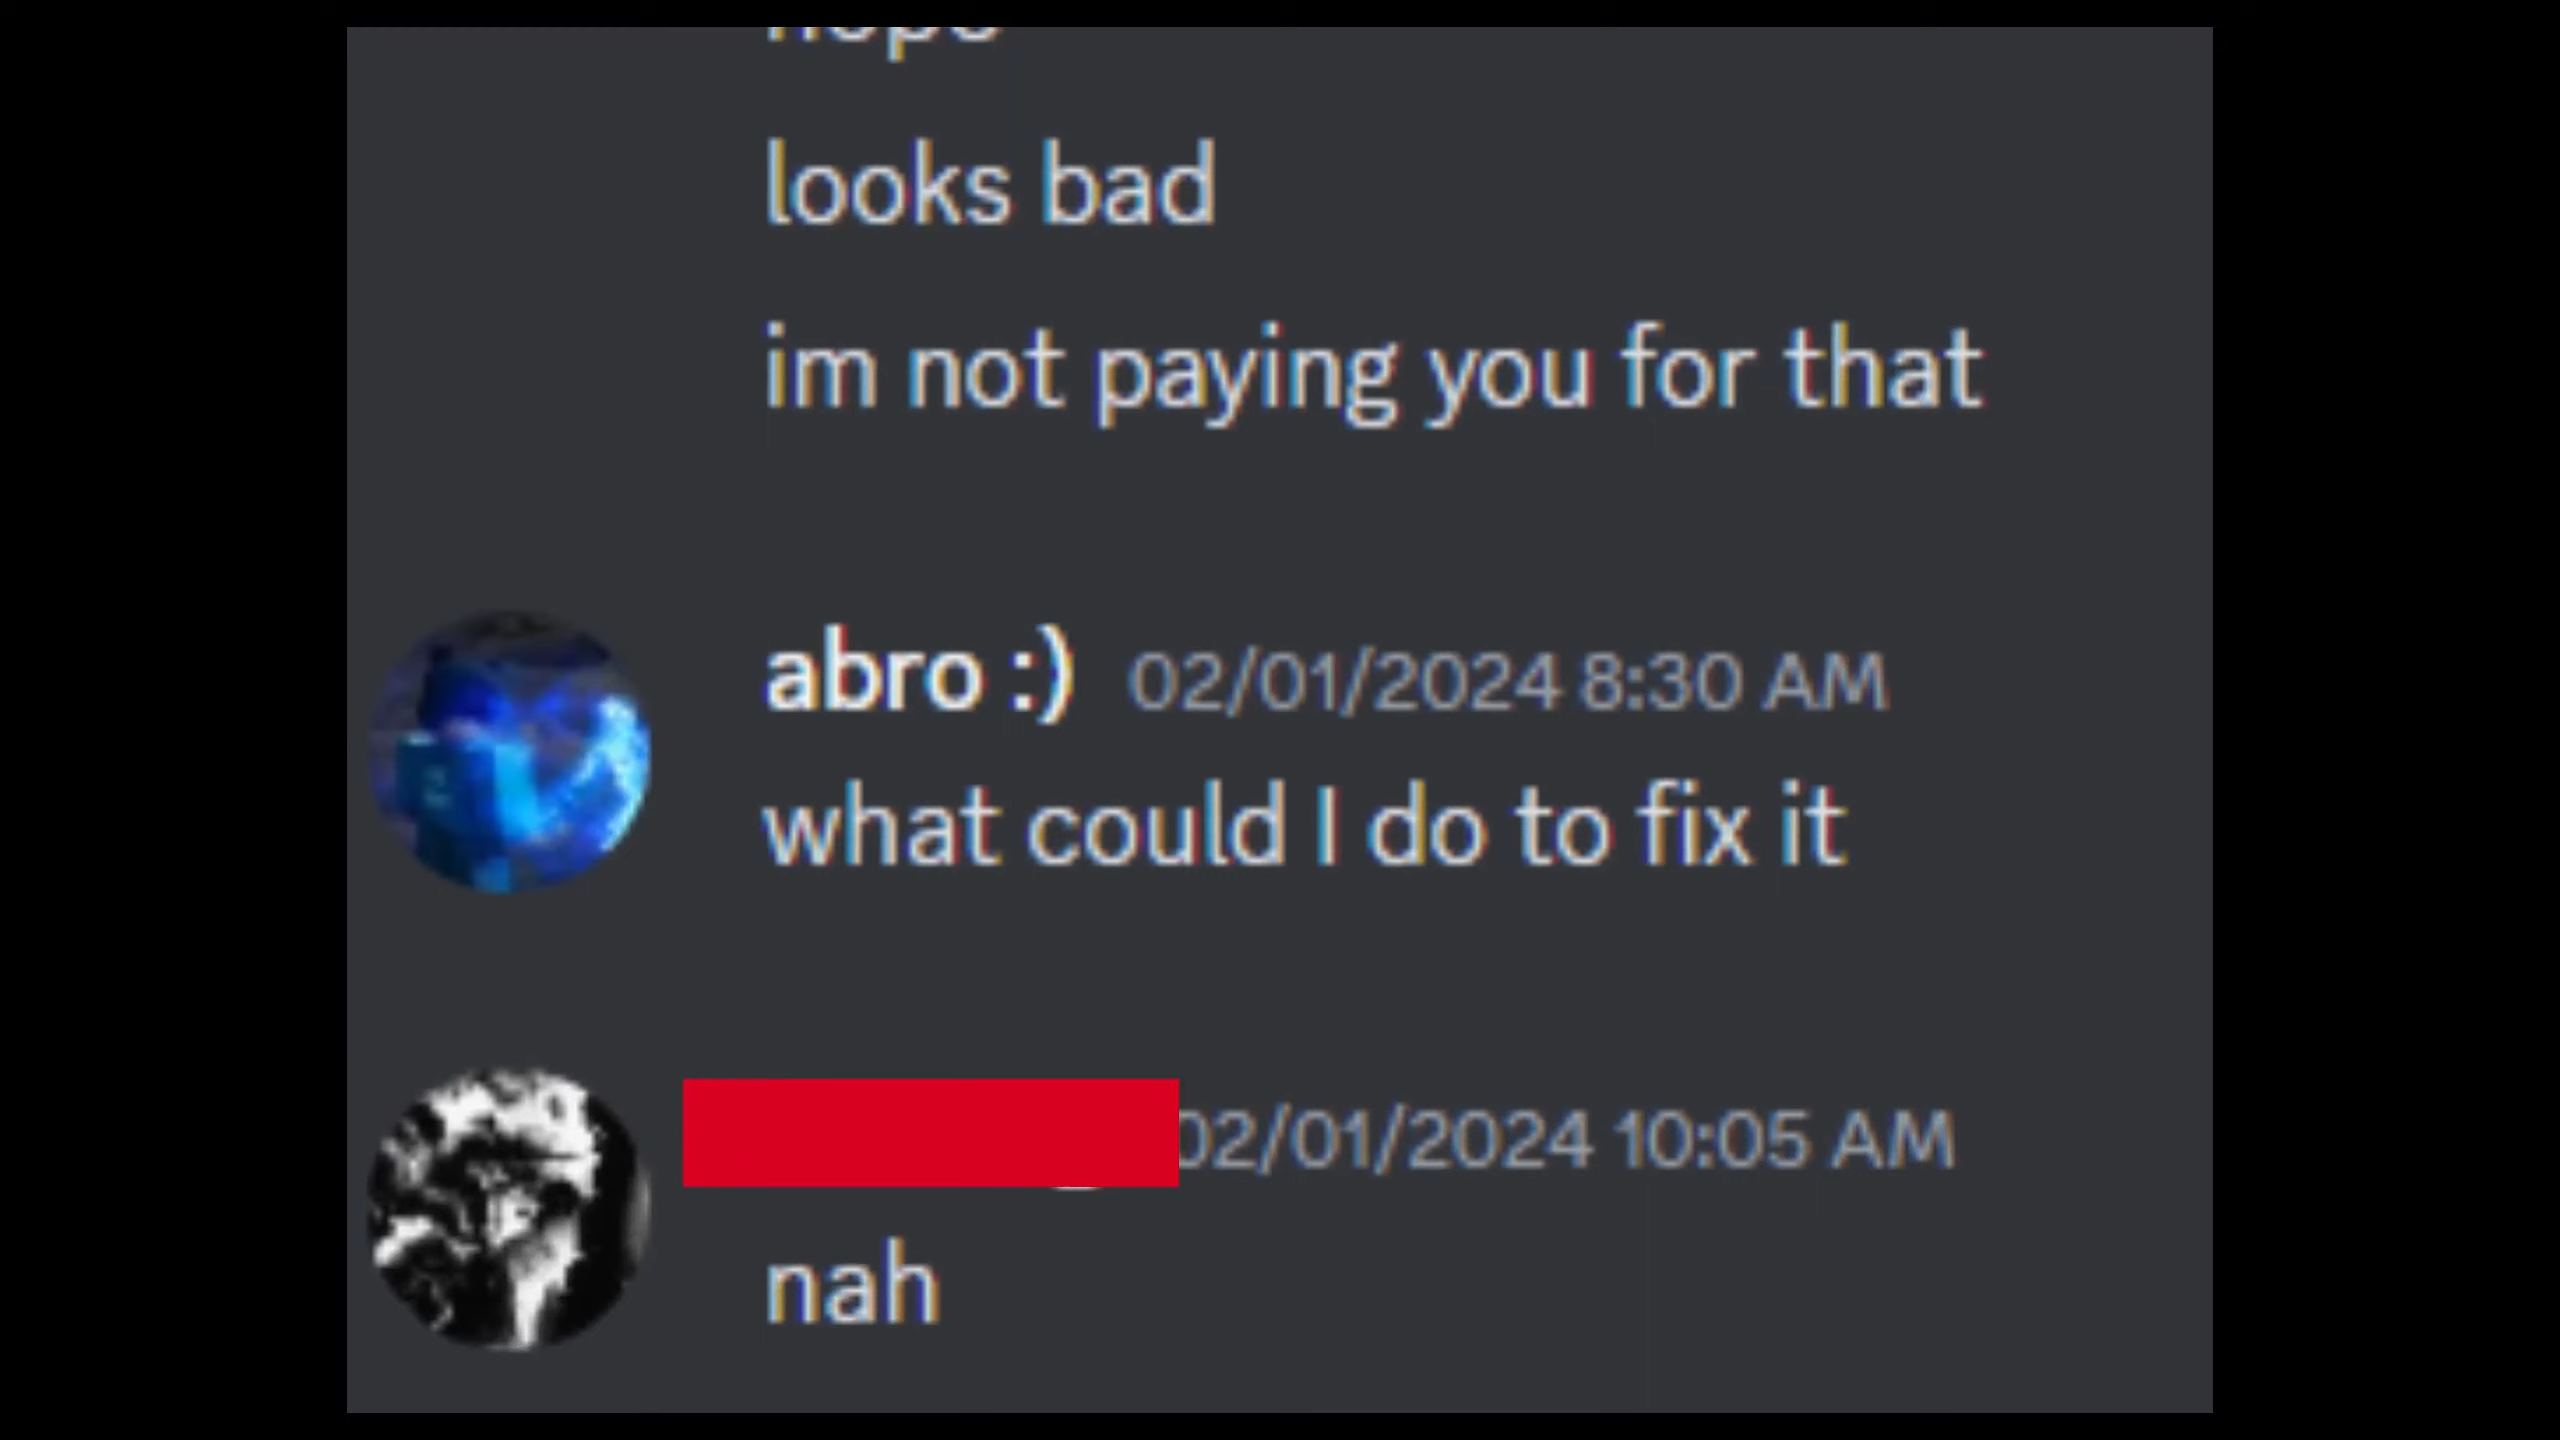 nope
looks bad
im not paying you for that
abro :) 02/01/2024 8:30 AM
what could I do to fix it
02/01/2024 10:05 AM
nah